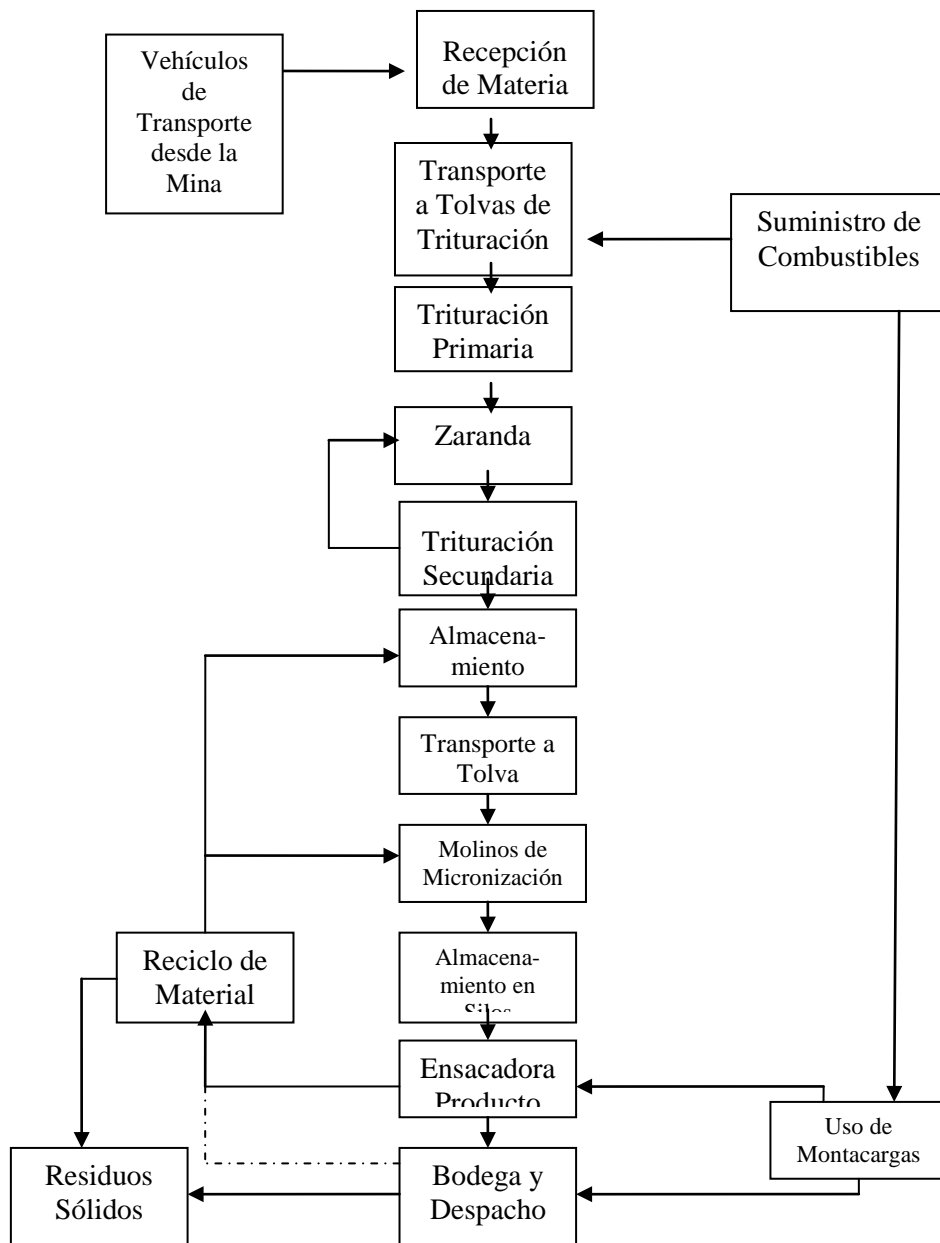 Vehículos
de
Transporte
desde la
Mina
Recepción
de Materia
Transporte
a Tolvas de
Trituración
Suministro de
Combustibles
Trituración
Primaria
Zaranda
Trituración
Secundaria
Almacena-
miento
Transporte a
Tolva
Molinos de
Micronización
Reciclo de
Material
Almacena-
miento en
Silos
Ensacadora
Producto
Uso de
Montacargas
Residuos
Sólidos
Bodega y
Despacho